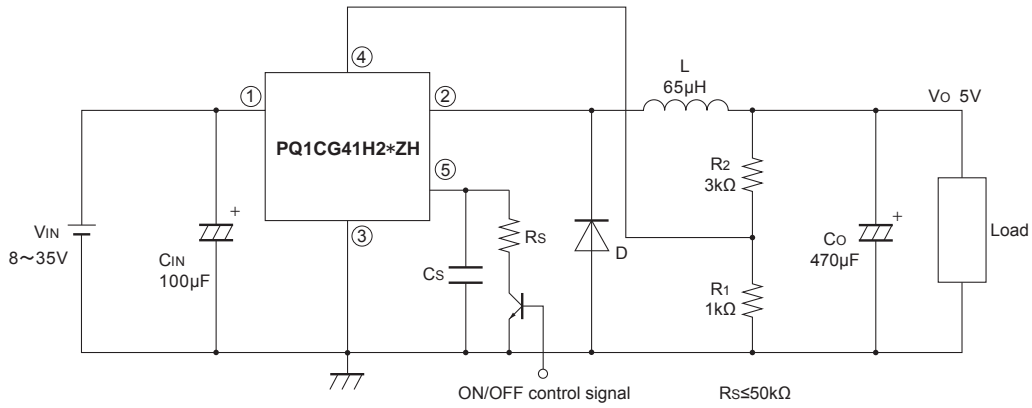 ④
L
65μH
①
②
VO 5V
PQ1CG41H2*ZH
R2
3kΩ
⑤
+
+
VIN
8~35V
CIN
100μF
③
RS
D
CO
470μF
Load
CS
R1
1kΩ
ON/OFF control signal
RS≤50kΩ